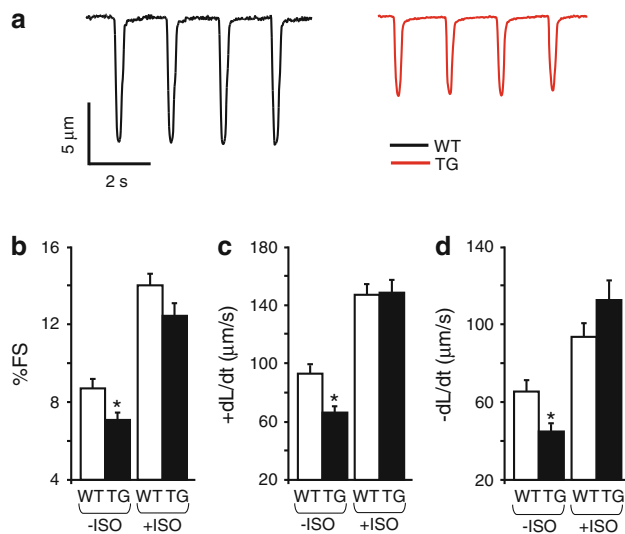 a
5 μm
2 s
WT
TG
b
%FS
16
12
8
4
*
WT TG WT TG
-ISO +ISO
c
+dL/dt (μm/s)
180
140
100
60
20
*
WT TG WT TG
-ISO +ISO
d
-dL/dt (μm/s)
140
100
60
20
*
WT TG WT TG
-ISO +ISO